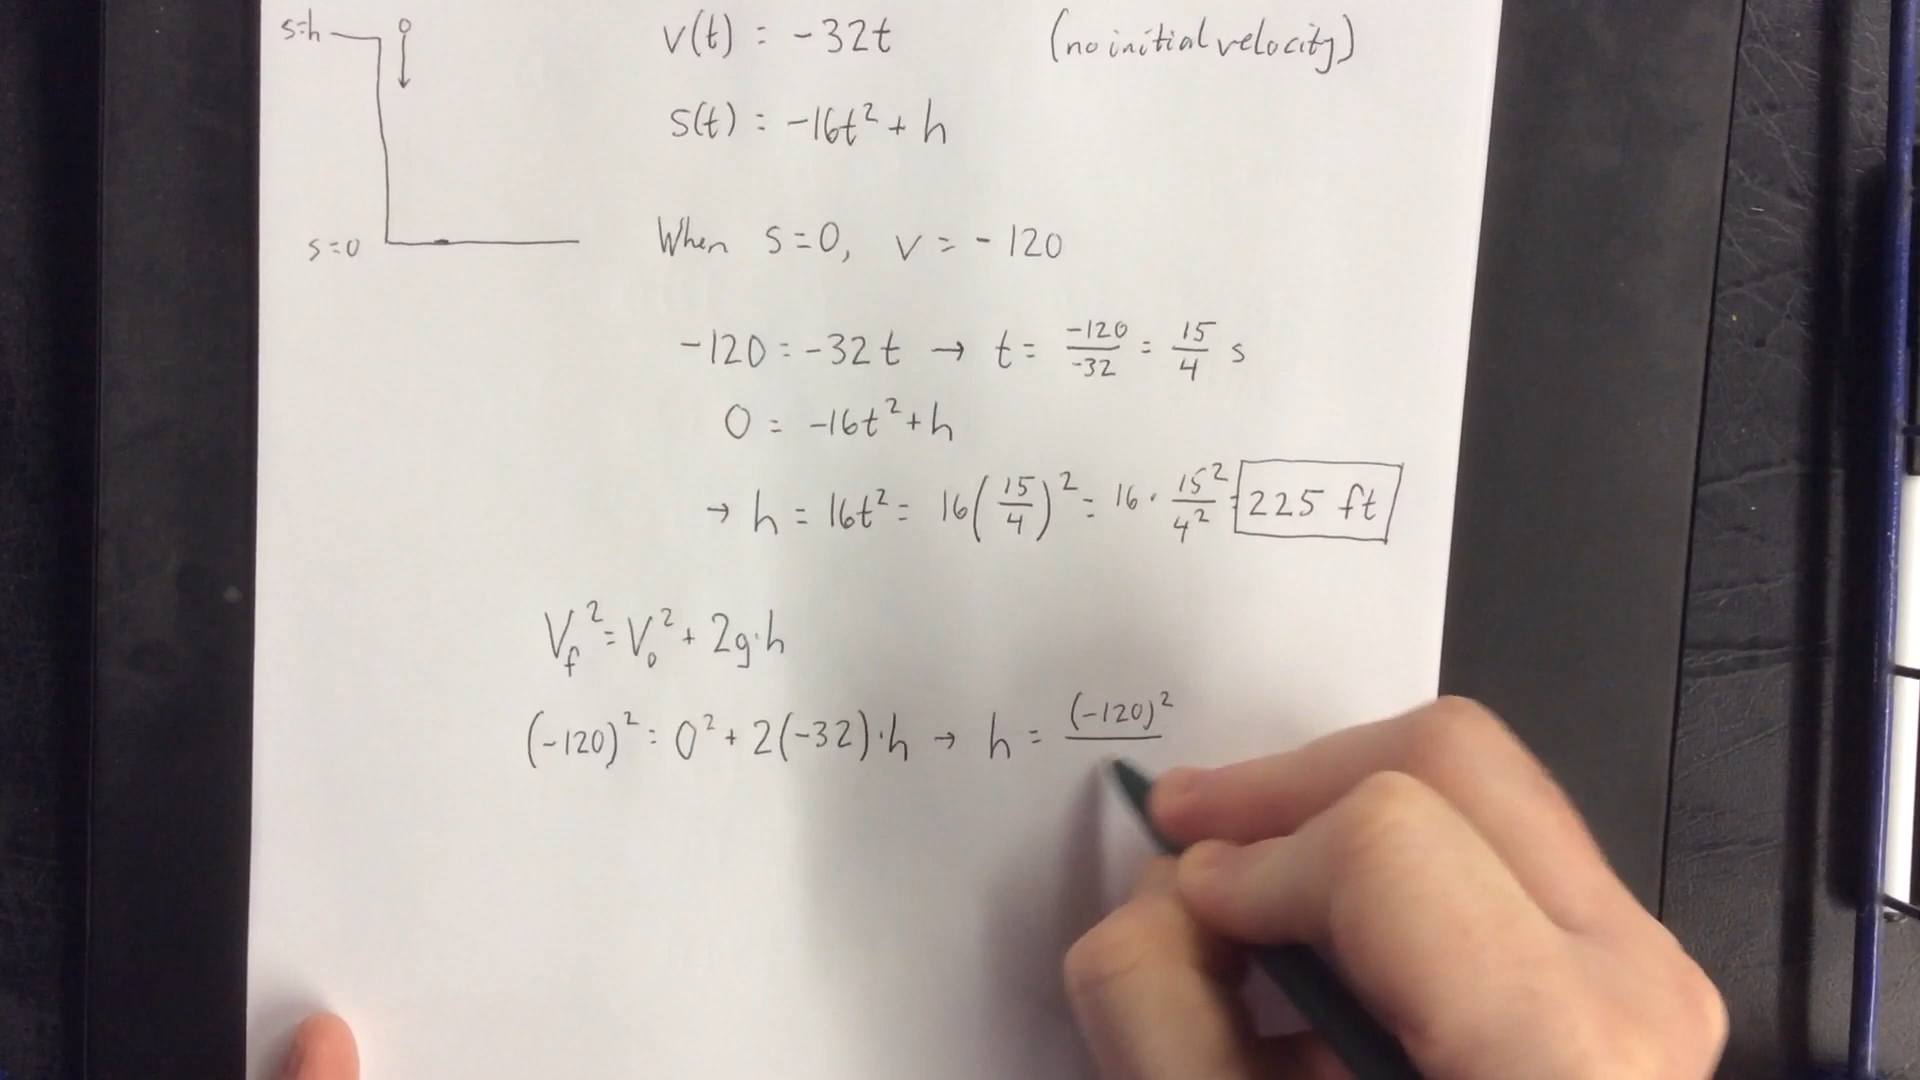 s=h
v(t) = -32t (no initial velocity)
s(t) = -16t² + h
s=0
When s=0, v = -120
-120 = -32t → t = -120/-32 = 15/4 s
0 = -16t² + h
→ h = 16t² = 16(15/4)² = 16 · 15²/4² = 225 ft
V_f² = V_0² + 2g·h
(-120)² = 0² + 2(-32)·h → h = (-120)²